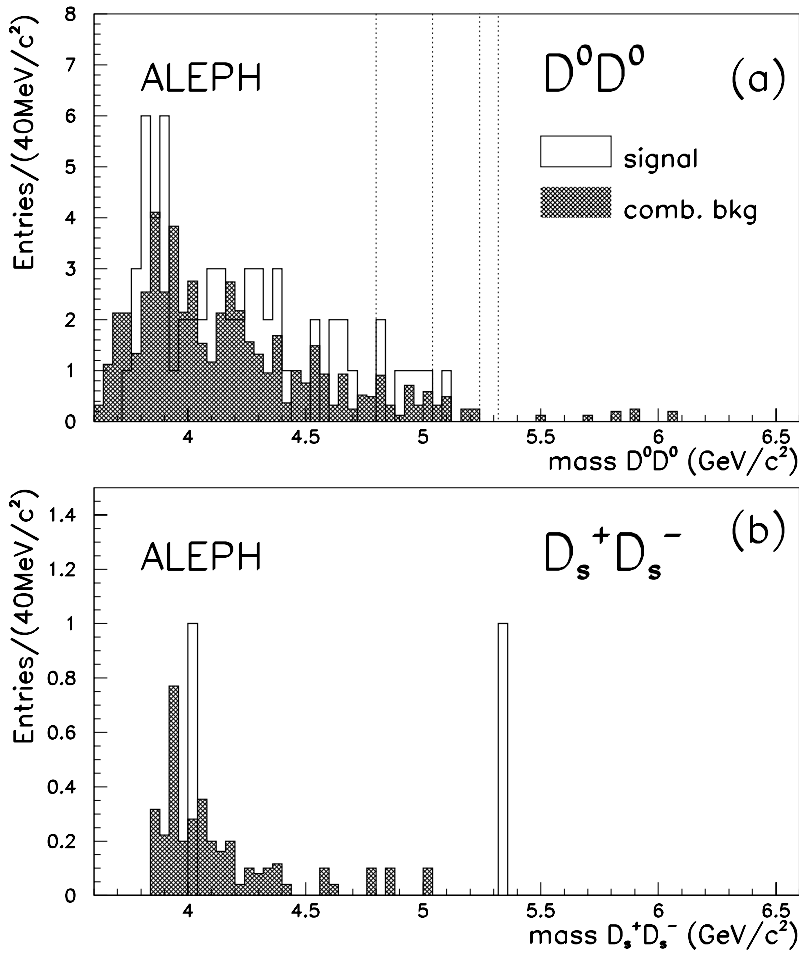 Entries/(40MeV/c²)
8
7
6
5
4
3
2
1
0
ALEPH
D⁰D⁰
(a)
signal
comb. bkg
4 4.5 5 5.5 6 6.5
mass D⁰D⁰ (GeV/c²)
Entries/(40MeV/c²)
1.4
1.2
1
0.8
0.6
0.4
0.2
0
ALEPH
Dₛ⁺Dₛ⁻
(b)
4 4.5 5 5.5 6 6.5
mass Dₛ⁺Dₛ⁻ (GeV/c²)